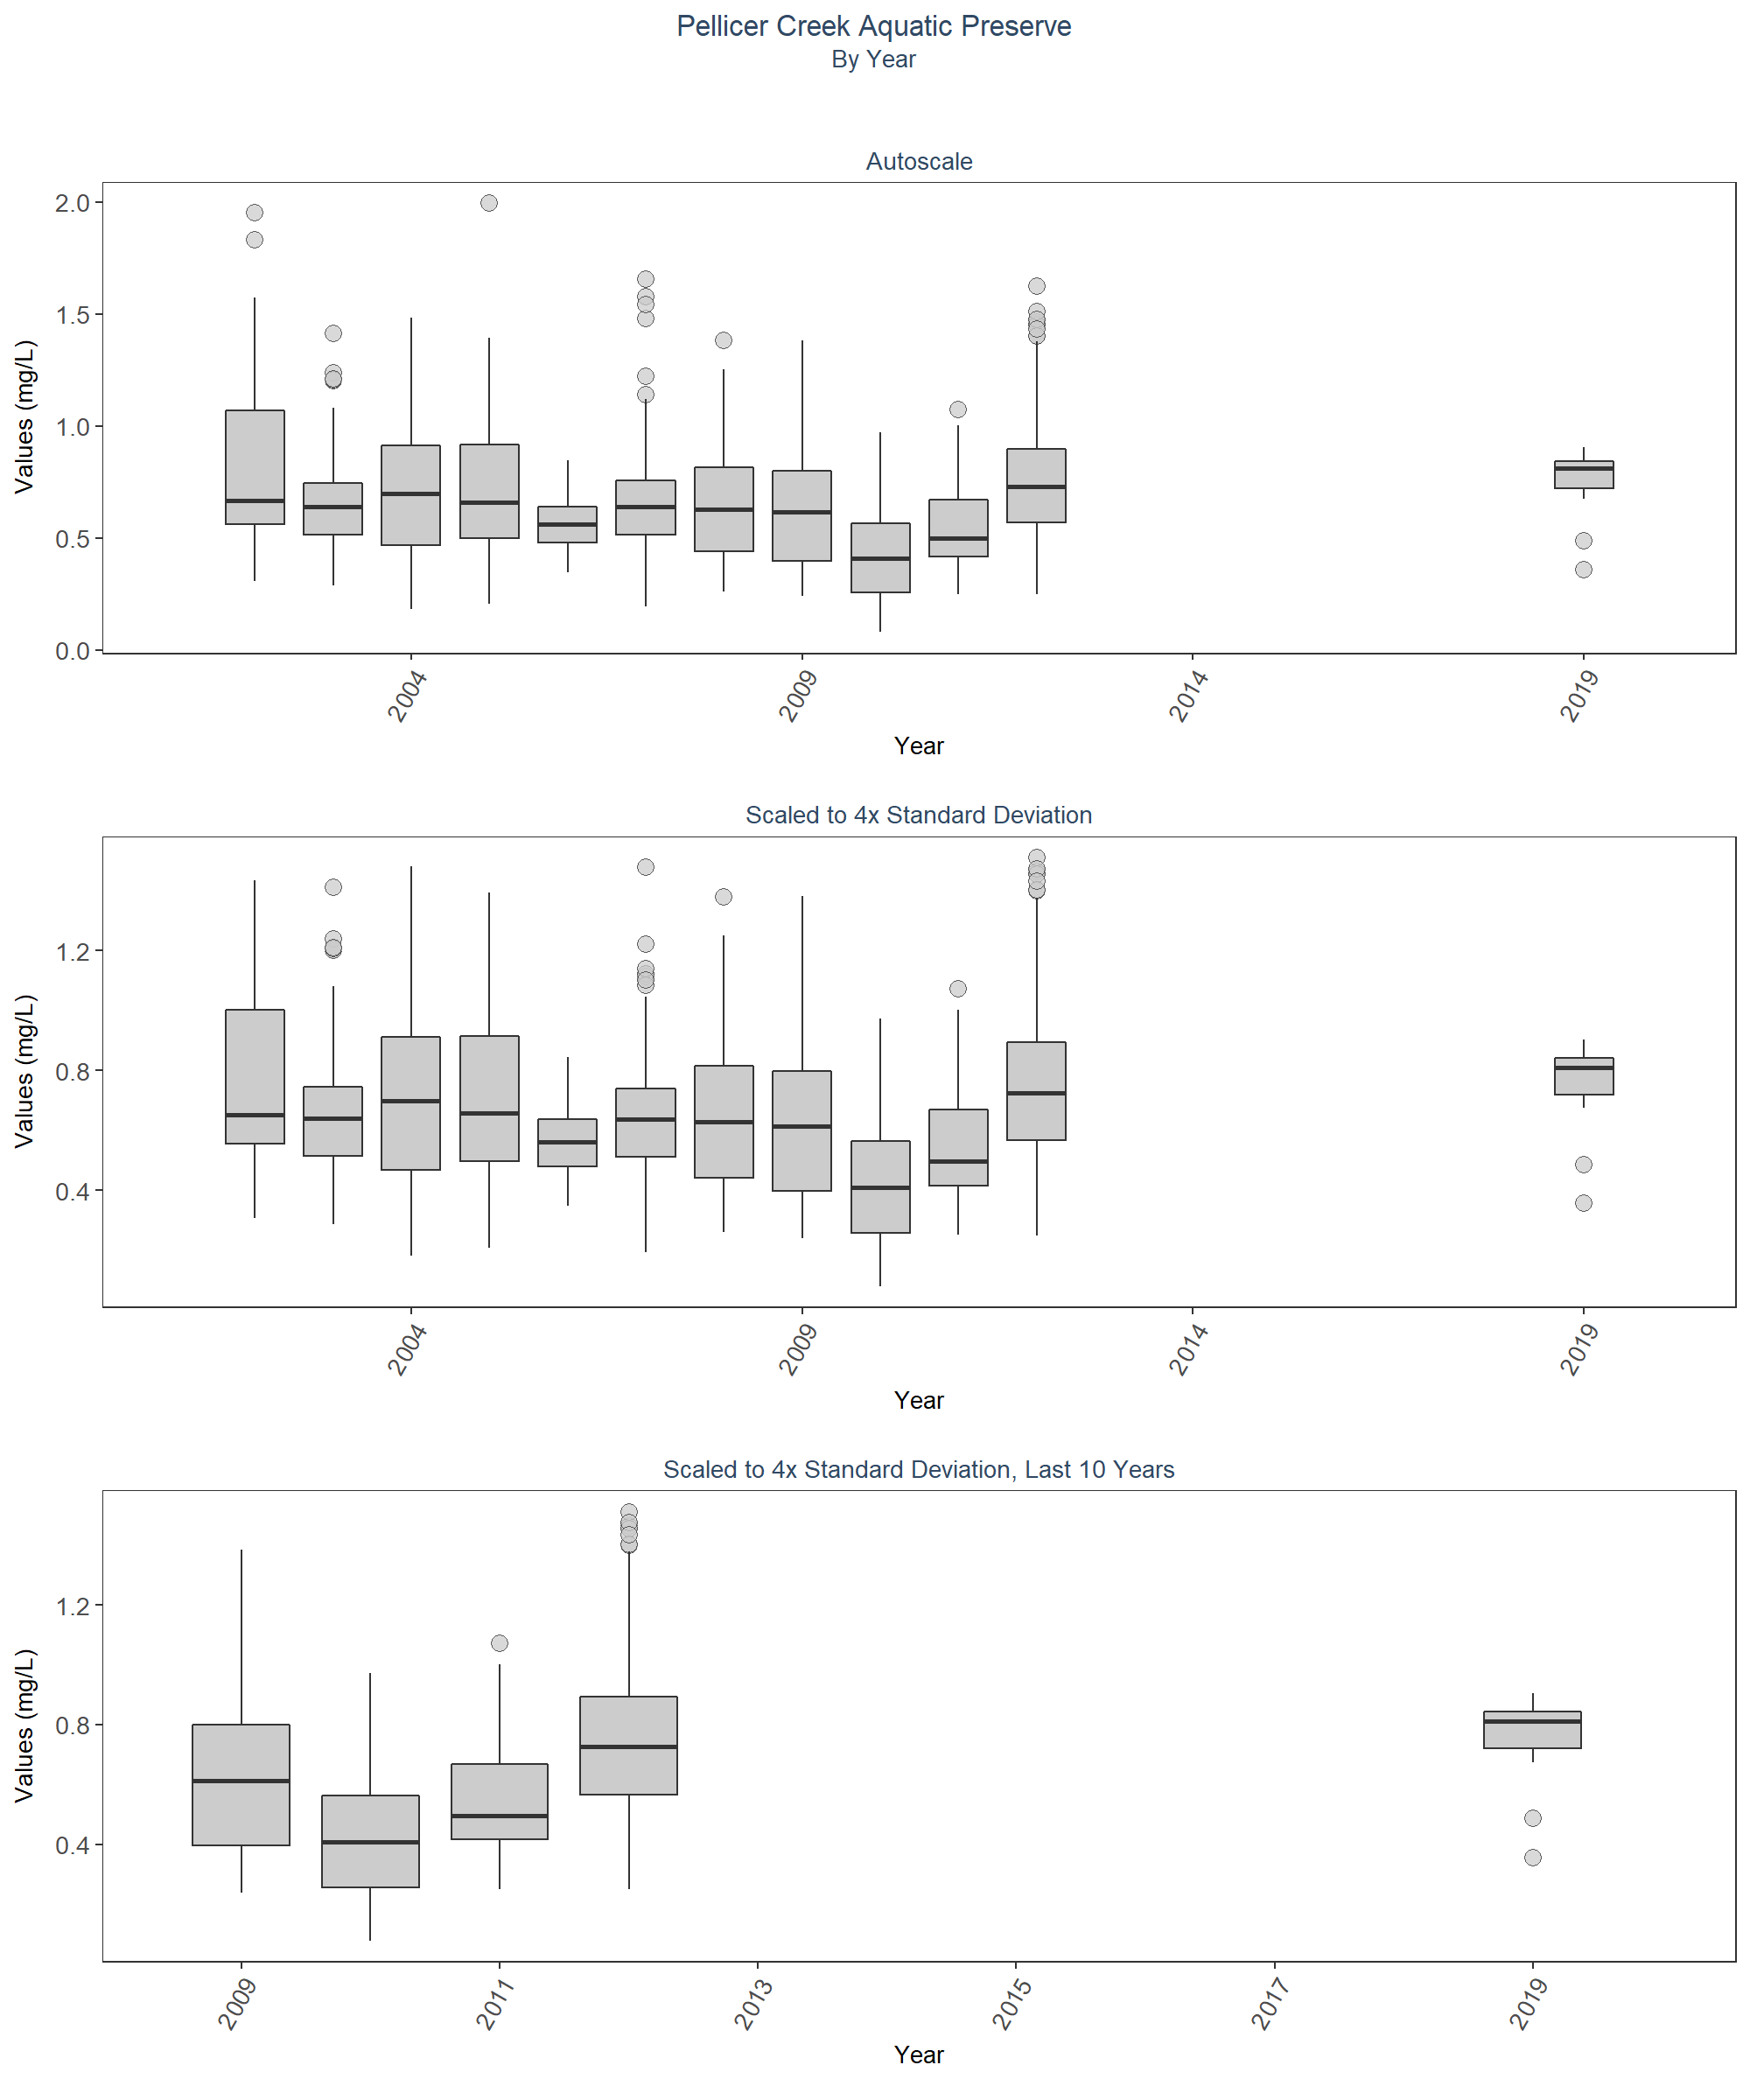 Pellicer Creek Aquatic Preserve
By Year
Autoscale
Values (mg/L)
2.0
1.5
1.0
0.5
0.0
2004
2009
2014
2019
Year
Scaled to 4x Standard Deviation
Values (mg/L)
1.2
0.8
0.4
2004
2009
2014
2019
Year
Scaled to 4x Standard Deviation, Last 10 Years
Values (mg/L)
1.2
0.8
0.4
2009
2011
2013
2015
2017
2019
Year